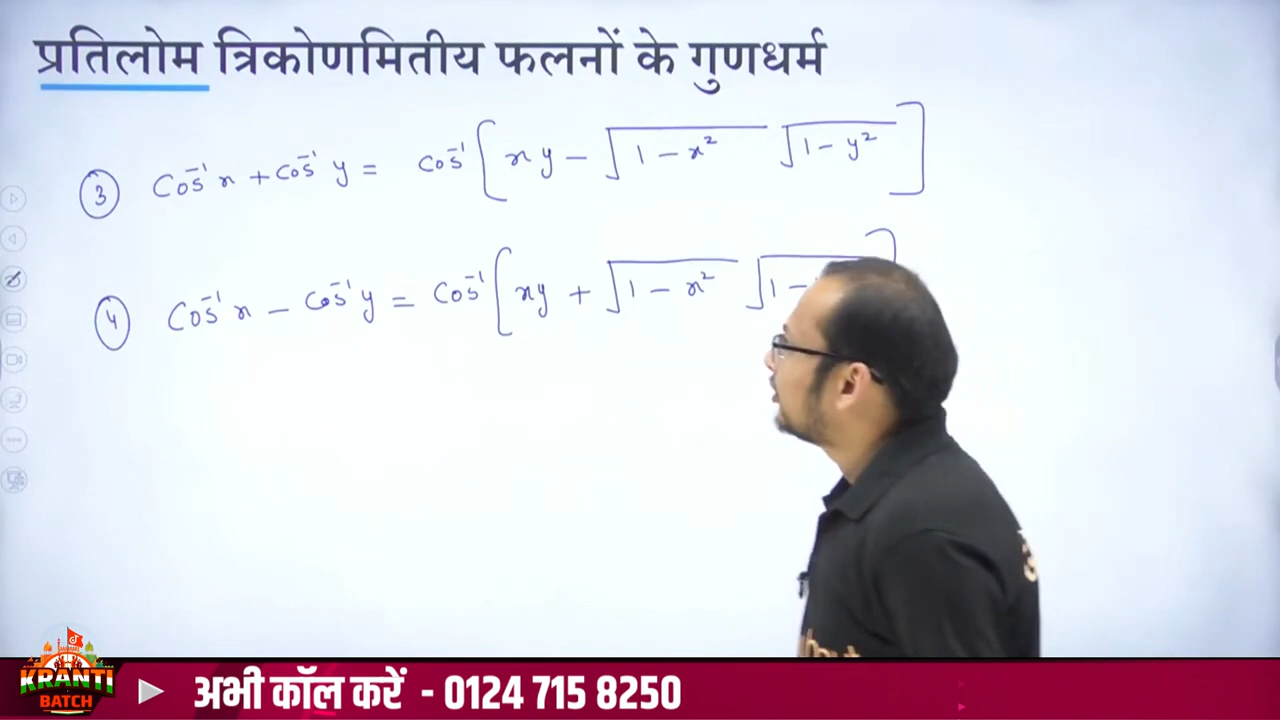 प्रतिलोम त्रिकोणमितीय फलनों के गुणधर्म
③ Cos⁻¹x + Cos⁻¹y = Cos⁻¹[xy − √1−x² √1−y²]
④ Cos⁻¹x − Cos⁻¹y = Cos⁻¹[xy + √1−x² √1−
KRANTI
BATCH
अभी कॉल करें - 0124 715 8250